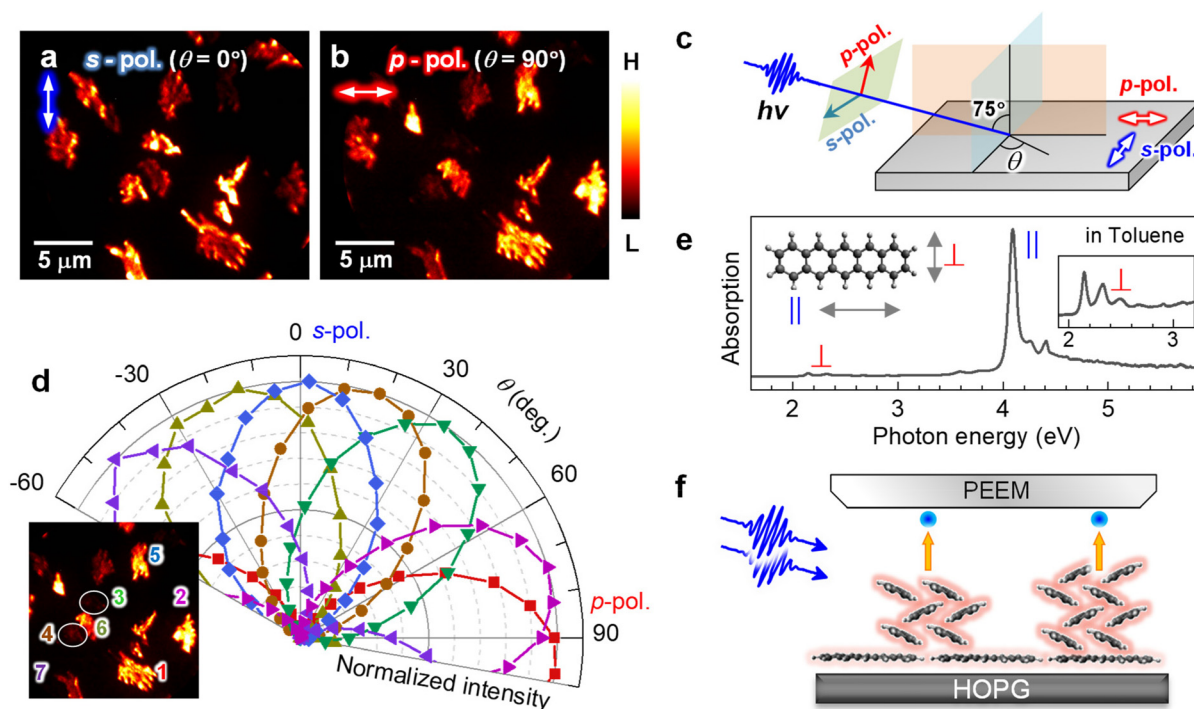 a
s - pol. (θ = 0°)
5 μm
b
p - pol. (θ = 90°)
5 μm
H
L
c
hν
p-pol.
s-pol.
75°
θ
p-pol.
s-pol.
d
0
s-pol.
-30
30
θ (deg.)
-60
60
p-pol.
90
Normalized intensity
5
3
2
4
6
7
1
e
Absorption
⊥
||
||
⊥
in Toluene
⊥
2
3
2
3
4
5
Photon energy (eV)
f
PEEM
HOPG